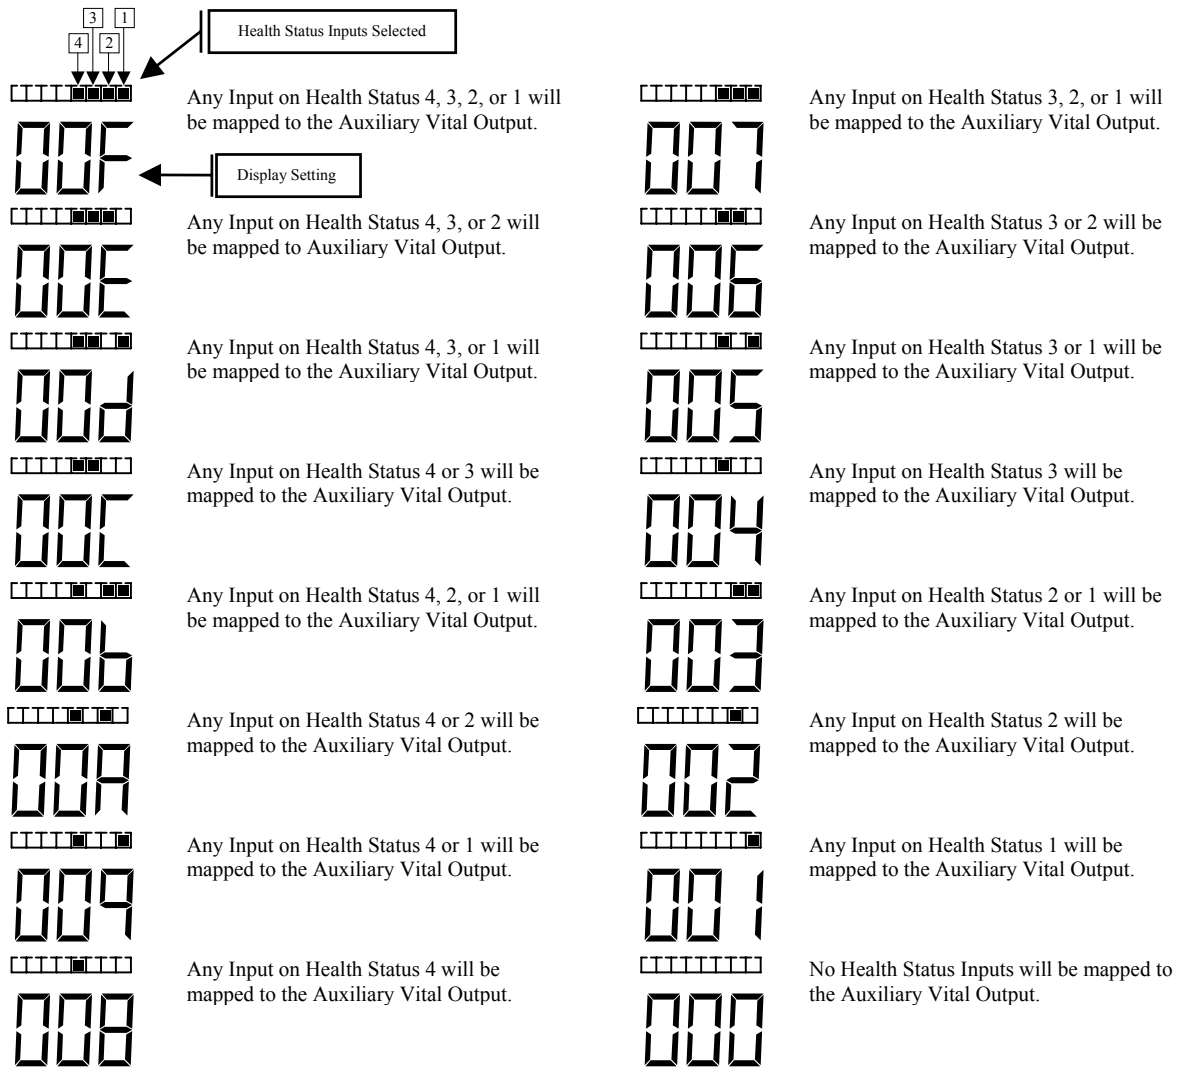 3 1
4 2
Health Status Inputs Selected
Any Input on Health Status 4, 3, 2, or 1 will
be mapped to the Auxiliary Vital Output.
00F
Display Setting
Any Input on Health Status 4, 3, or 2 will
be mapped to Auxiliary Vital Output.
00E
Any Input on Health Status 4, 3, or 1 will
be mapped to the Auxiliary Vital Output.
00d
Any Input on Health Status 4 or 3 will be
mapped to the Auxiliary Vital Output.
00C
Any Input on Health Status 4, 2, or 1 will
be mapped to the Auxiliary Vital Output.
00b
Any Input on Health Status 4 or 2 will be
mapped to the Auxiliary Vital Output.
00A
Any Input on Health Status 4 or 1 will be
mapped to the Auxiliary Vital Output.
009
Any Input on Health Status 4 will be
mapped to the Auxiliary Vital Output.
008
Any Input on Health Status 3, 2, or 1 will
be mapped to the Auxiliary Vital Output.
007
Any Input on Health Status 3 or 2 will be
mapped to the Auxiliary Vital Output.
006
Any Input on Health Status 3 or 1 will be
mapped to the Auxiliary Vital Output.
005
Any Input on Health Status 3 will be
mapped to the Auxiliary Vital Output.
004
Any Input on Health Status 2 or 1 will be
mapped to the Auxiliary Vital Output.
003
Any Input on Health Status 2 will be
mapped to the Auxiliary Vital Output.
002
Any Input on Health Status 1 will be
mapped to the Auxiliary Vital Output.
001
No Health Status Inputs will be mapped to
the Auxiliary Vital Output.
000